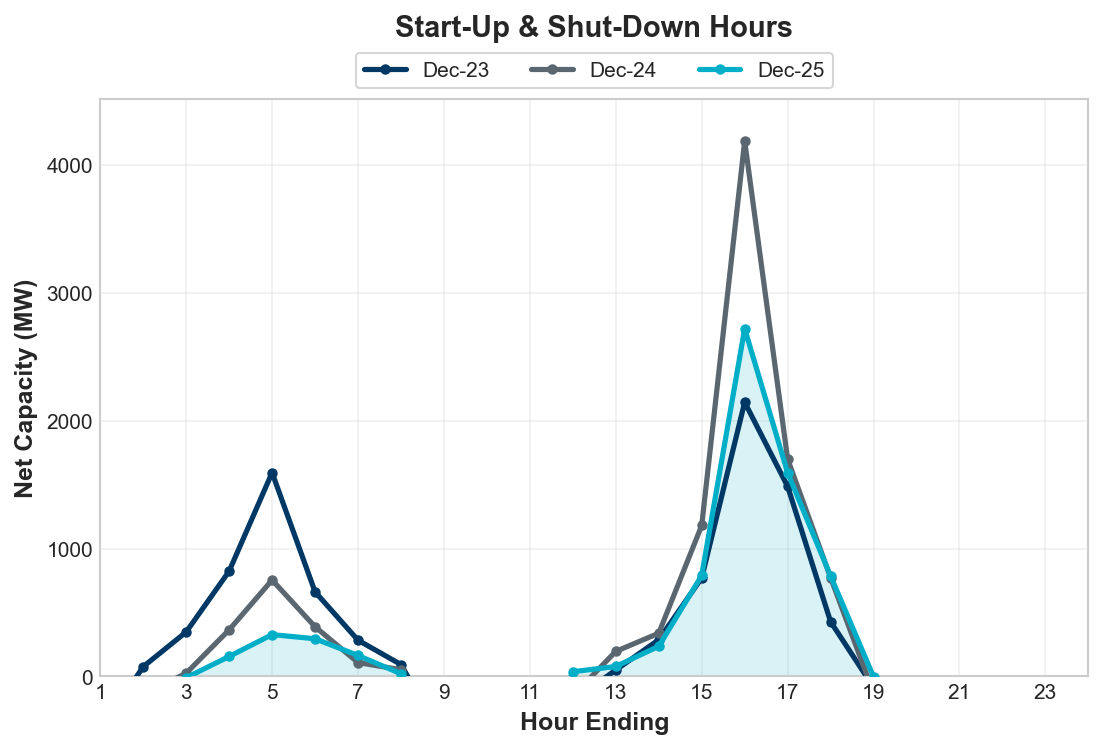 Start-Up & Shut-Down Hours
Dec-23 Dec-24 Dec-25
Net Capacity (MW)
4000
3000
2000
1000
0
1 3 5 7 9 11 13 15 17 19 21 23
Hour Ending